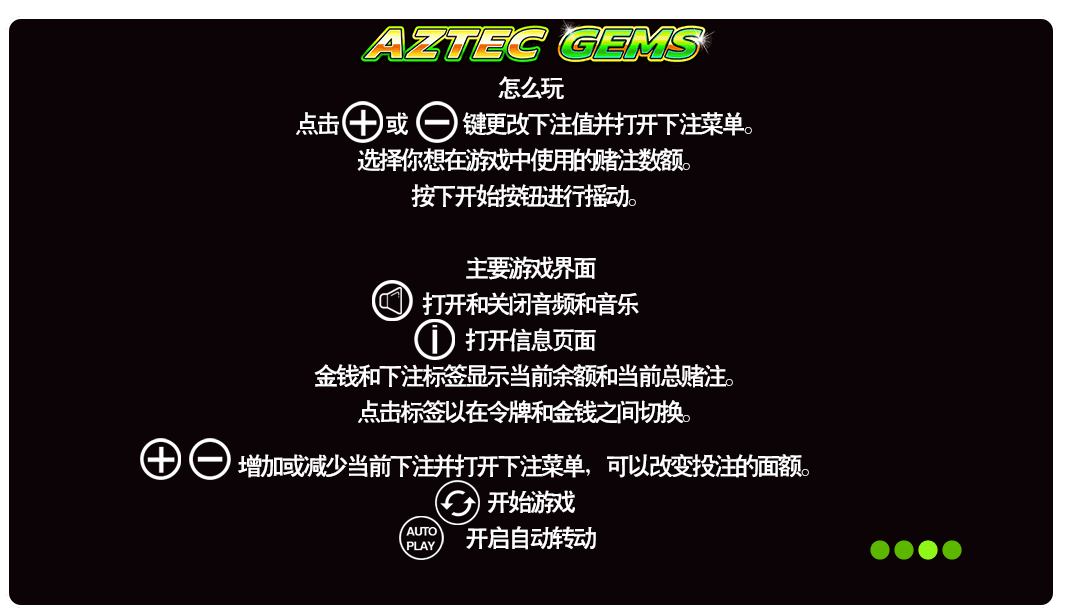 AZTEC GEMS
怎么玩
点击 或 键更改下注值并打开下注菜单。
选择你想在游戏中使用的赌注数额。
按下开始按钮进行摇动。
主要游戏界面
打开和关闭音频和音乐
打开信息页面
金钱和下注标签显示当前余额和当前总赌注。
点击标签以在令牌和金钱之间切换。
增加或减少当前下注并打开下注菜单，可以改变投注的面额。
开始游戏
AUTO PLAY 开启自动转动